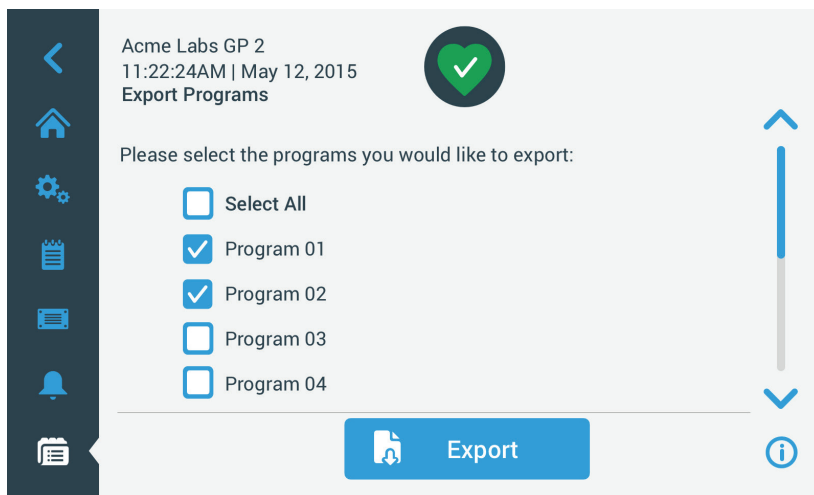 Acme Labs GP 2
11:22:24AM | May 12, 2015
Export Programs
Please select the programs you would like to export:
Select All
Program 01
Program 02
Program 03
Program 04
Export